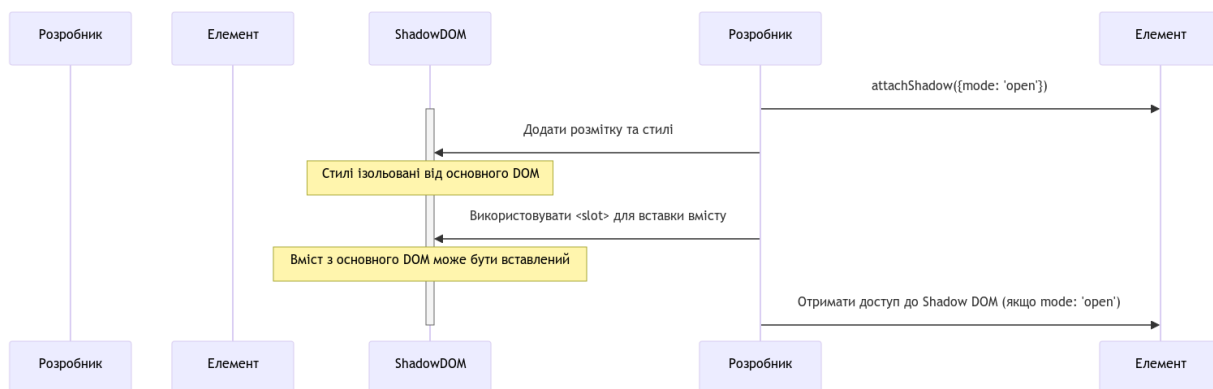 Розробник
Елемент
ShadowDOM
Розробник
Елемент
attachShadow({mode: 'open'})
Додати розмітку та стилі
Стилі ізольовані від основного DOM
Використовувати <slot> для вставки вмісту
Вміст з основного DOM може бути вставлений
Отримати доступ до Shadow DOM (якщо mode: 'open')
Розробник
Елемент
ShadowDOM
Розробник
Елемент